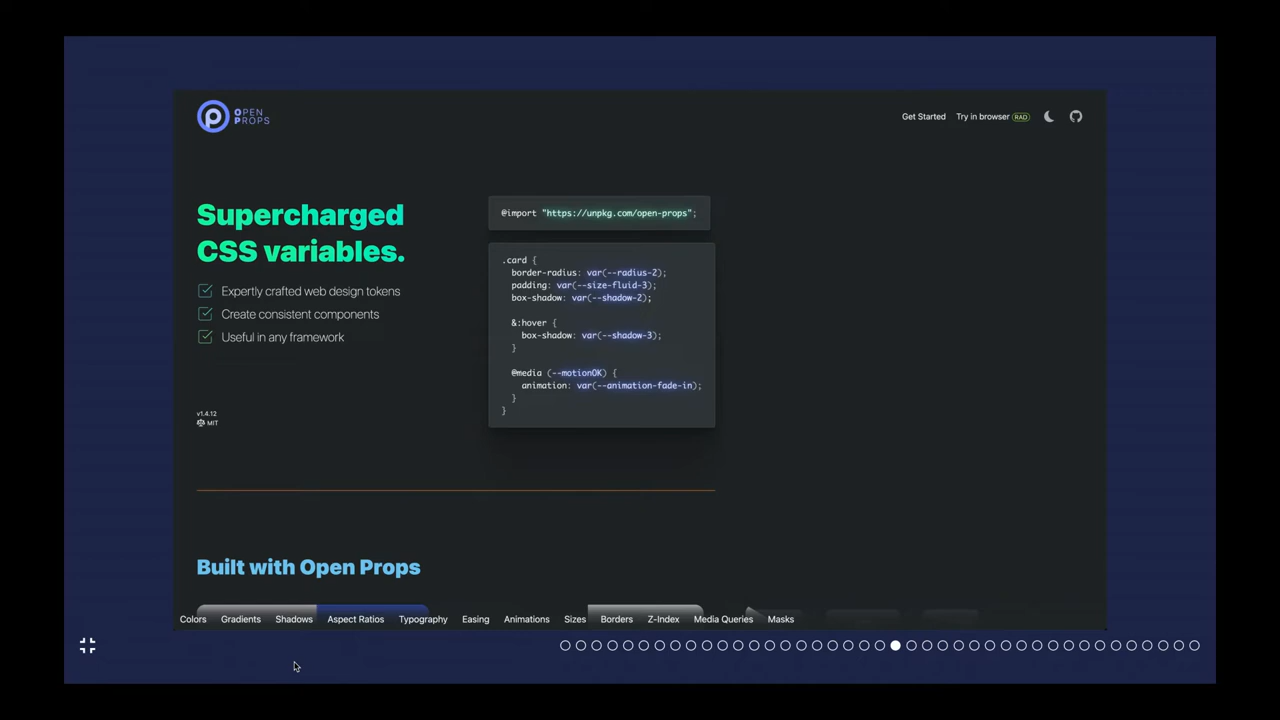 OPEN
PROPS
Get Started
Try in browser RAD
Supercharged
CSS variables.
Expertly crafted web design tokens
Create consistent components
Useful in any framework
v1.4.12
MIT
@import "https://unpkg.com/open-props";
.card {
border-radius: var(--radius-2);
padding: var(--size-fluid-3);
box-shadow: var(--shadow-2);
&:hover {
box-shadow: var(--shadow-3);
}
@media (--motionOK) {
animation: var(--animation-fade-in);
}
}
Built with Open Props
Colors Gradients Shadows Aspect Ratios Typography Easing Animations Sizes Borders Z-Index Media Queries Masks